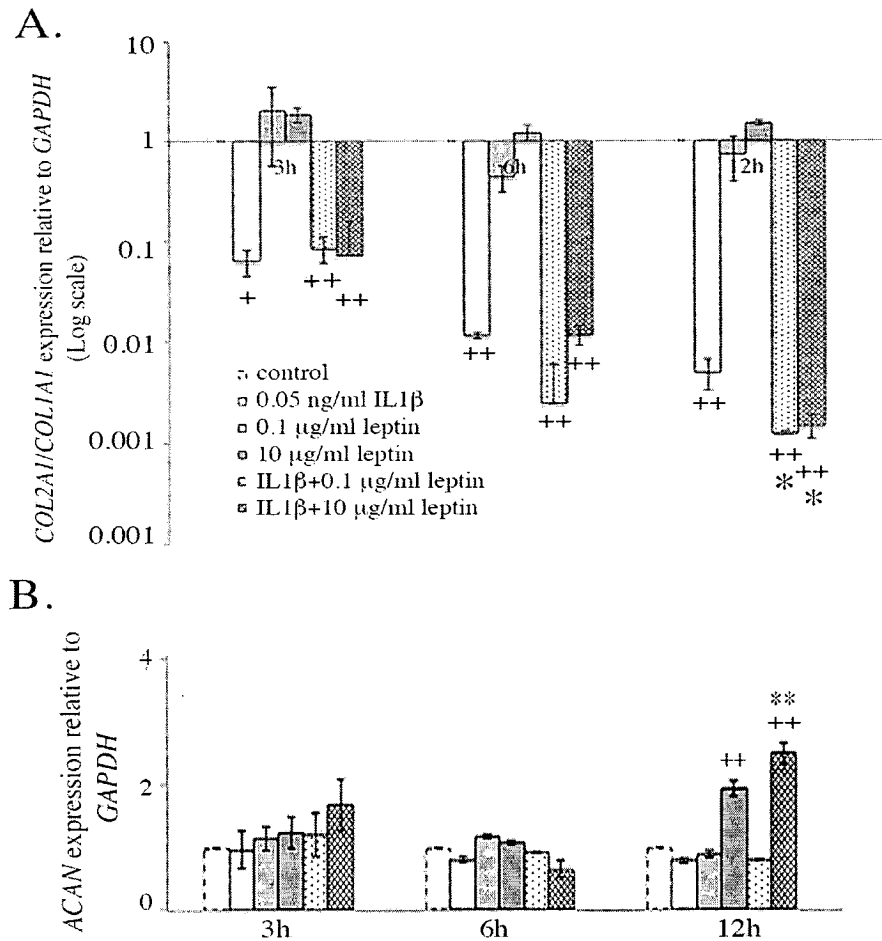 A.
COL2A1/COL1A1 expression relative to GAPDH
(Log scale)
10
1
0.1
0.01
0.001
0.001
3h
6h
2h
+
++
++
++
++
++
++
++
*
++
*
control
0.05 ng/ml IL1β
0.1 μg/ml leptin
10 μg/ml leptin
IL1β+0.1 μg/ml leptin
IL1β+10 μg/ml leptin
B.
ACAN expression relative to
GAPDH
4
2
0
++
**
++
3h
6h
12h